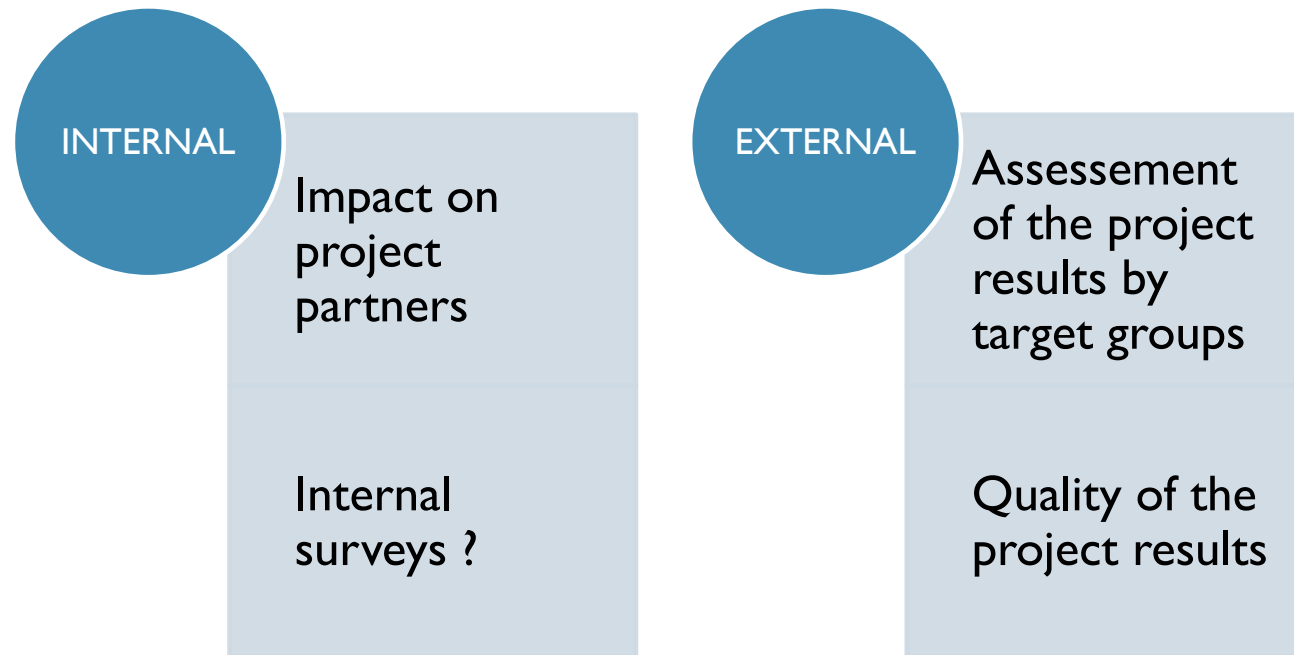 INTERNAL
Impact on
project
partners
Internal
surveys ?
EXTERNAL
Assessement
of the project
results by
target groups
Quality of the
project results